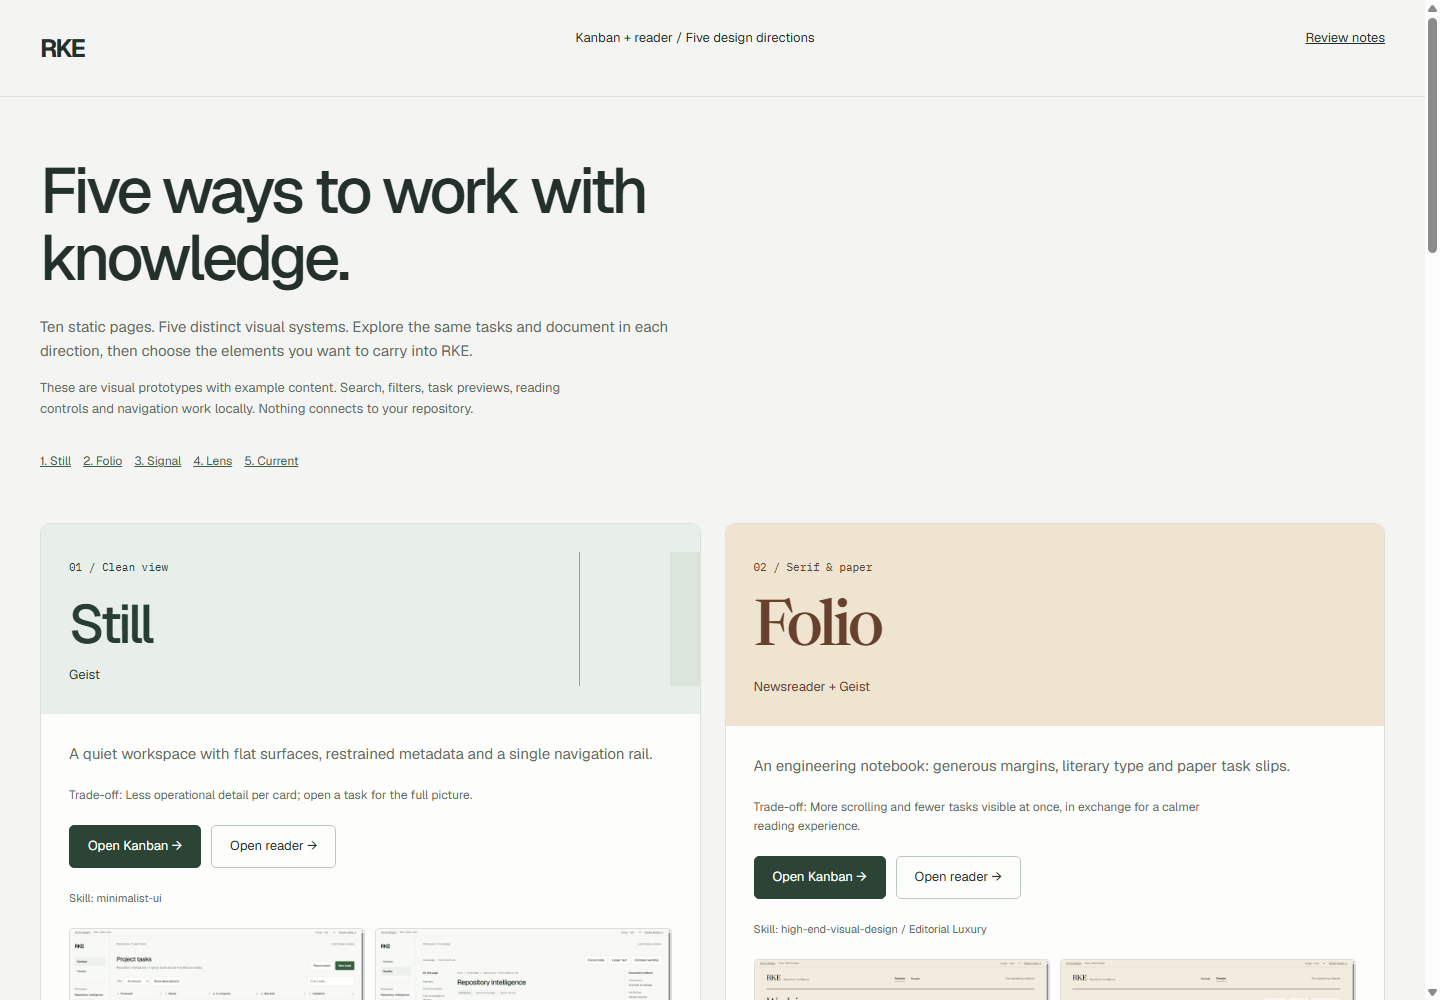 RKE
Kanban + reader / Five design directions
Review notes
Five ways to work with
knowledge.
Ten static pages. Five distinct visual systems. Explore the same tasks and document in each
direction, then choose the elements you want to carry into RKE.
These are visual prototypes with example content. Search, filters, task previews, reading
controls and navigation work locally. Nothing connects to your repository.
1. Still 2. Folio 3. Signal 4. Lens 5. Current
01 / Clean view
Still
Geist
A quiet workspace with flat surfaces, restrained metadata and a single navigation rail.
Trade-off: Less operational detail per card; open a task for the full picture.
Open Kanban → Open reader →
Skill: minimalist-ui
RKE
Project tasks
RKE
Repository intelligence
02 / Serif & paper
Folio
Newsreader + Geist
An engineering notebook: generous margins, literary type and paper task slips.
Trade-off: More scrolling and fewer tasks visible at once, in exchange for a calmer
reading experience.
Open Kanban → Open reader →
Skill: high-end-visual-design / Editorial Luxury
RKE
RKE